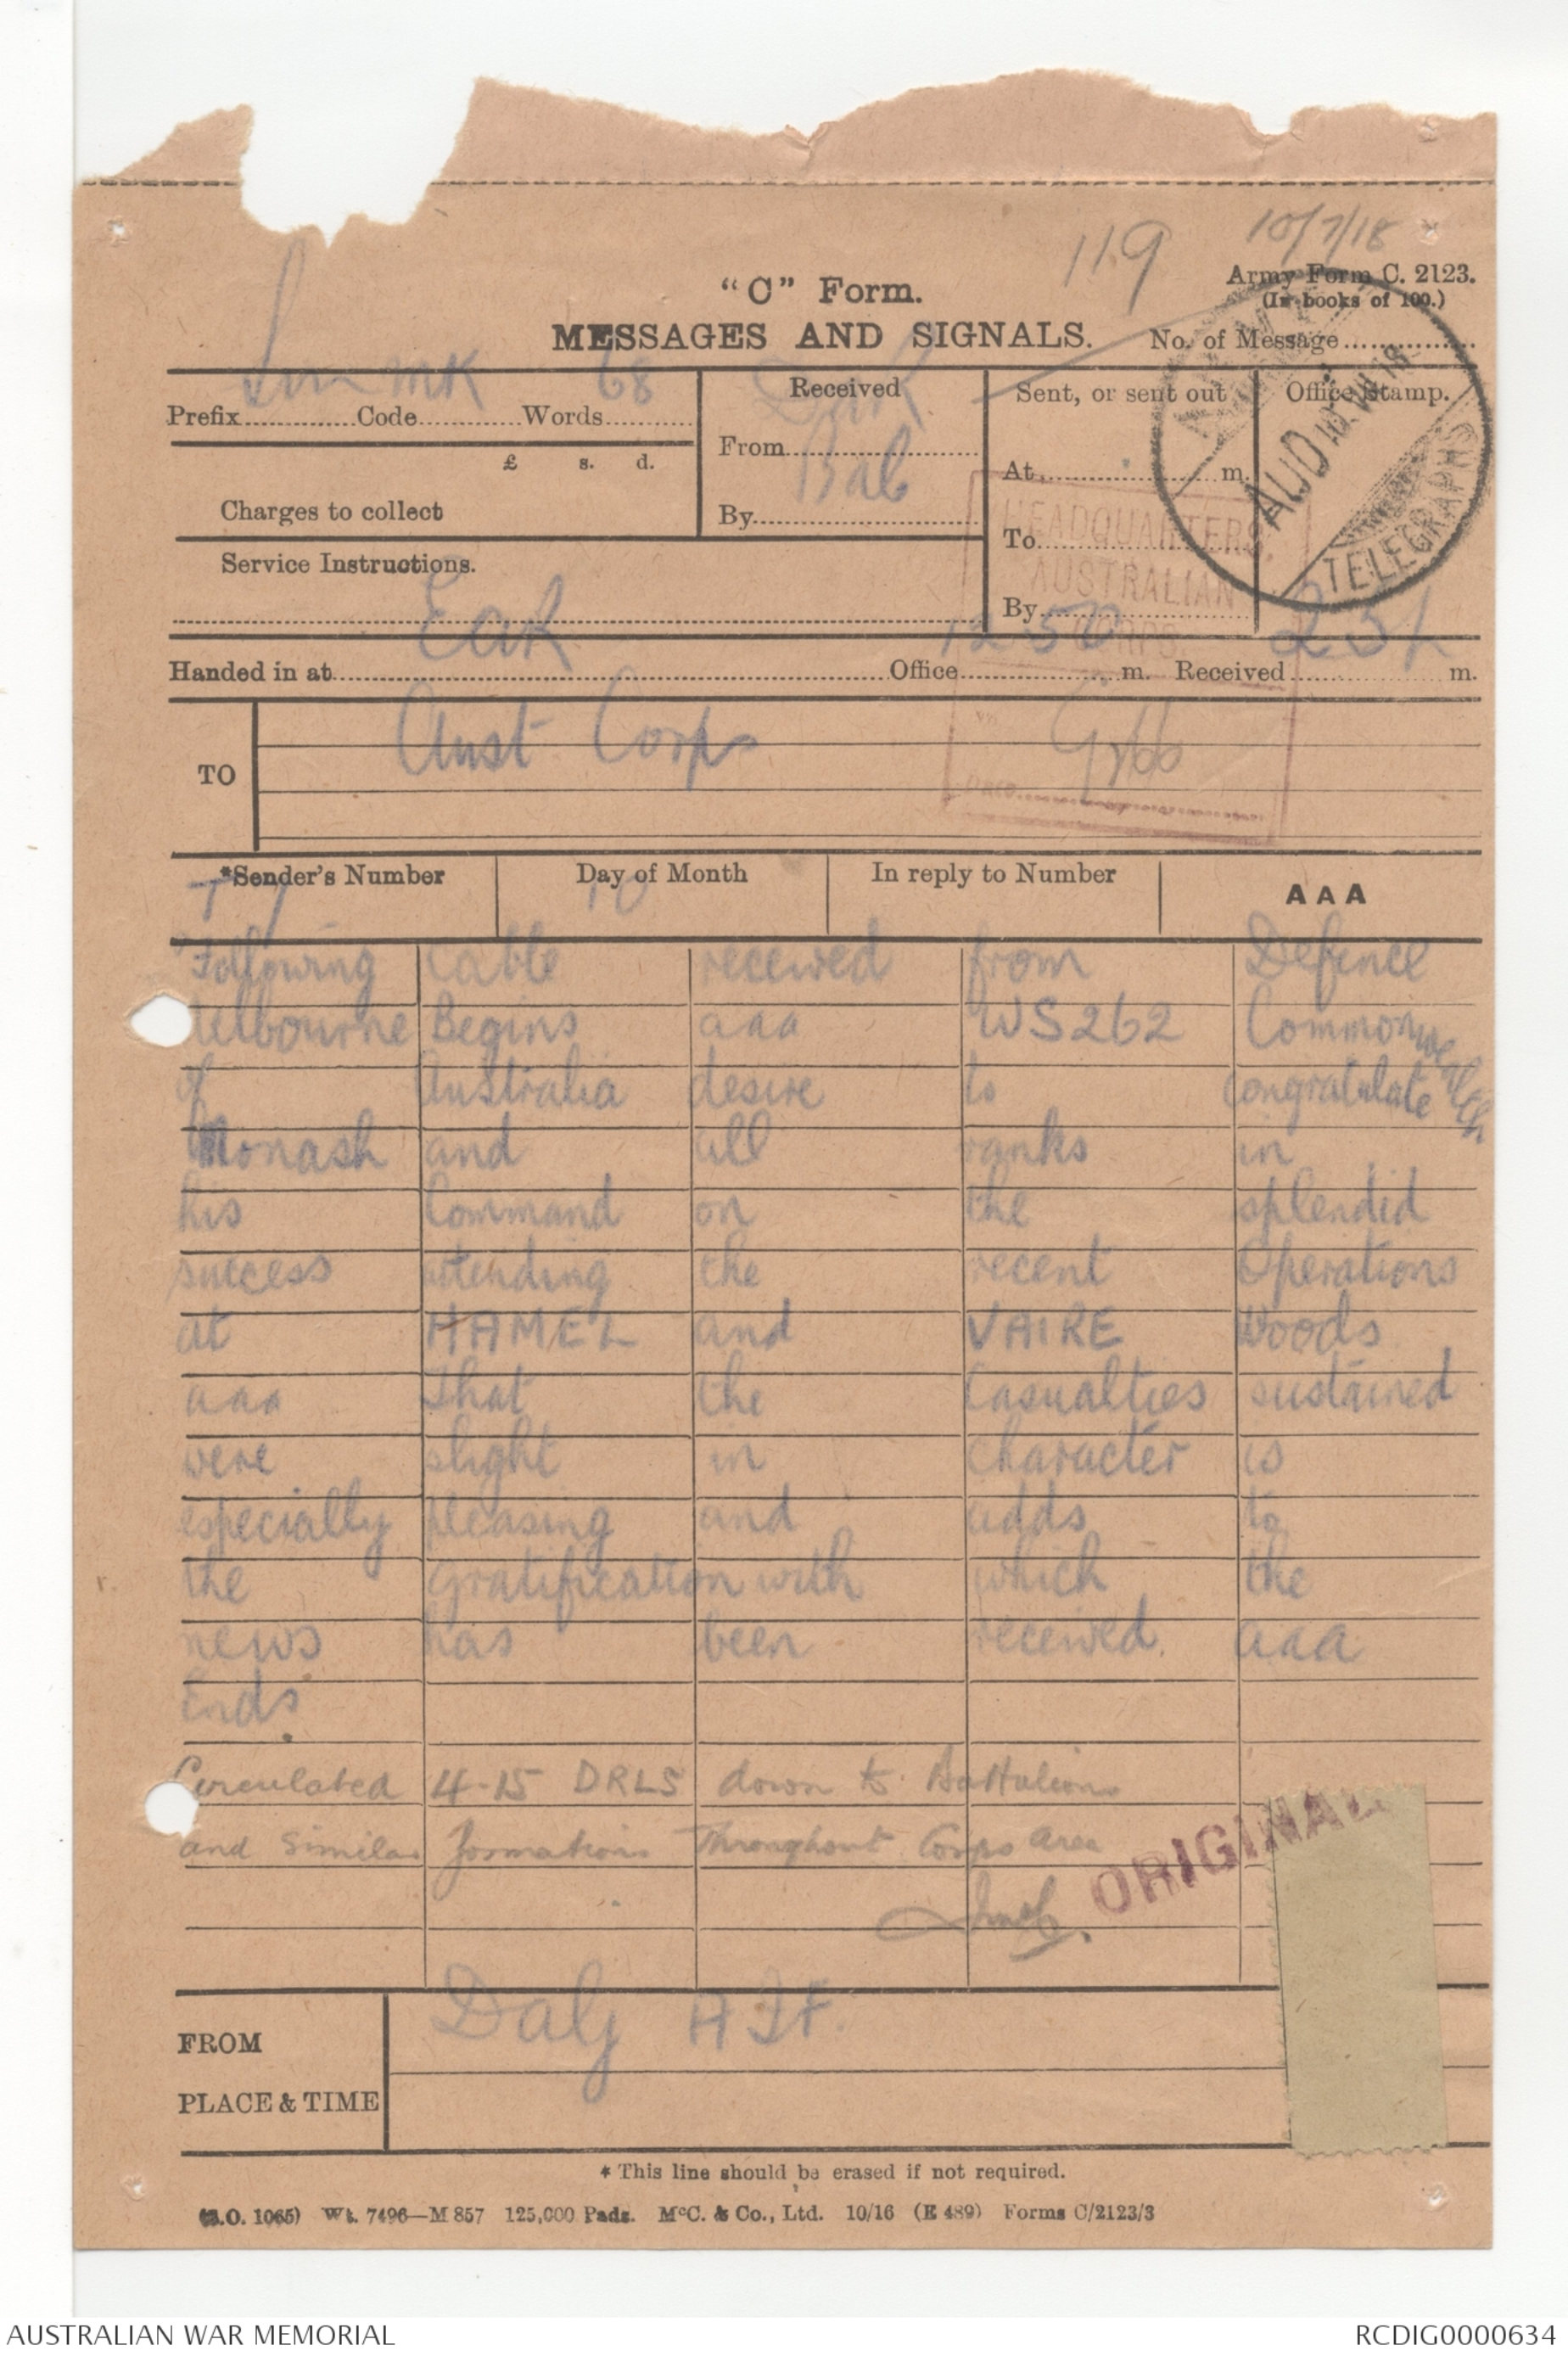 119 10/7/18
"C" Form.
Army Form C. 2123.
(In books of 100.)
MESSAGES AND SIGNALS.
No. of Message
mk 68
Prefix Code Words
Received
From
By
Bab
Sent, or sent out
At m.
To
By
Office Stamp.
AUD
TELEGRAPHS
£ s. d.
Charges to collect
HEADQUARTERS
AUSTRALIAN
CORPS.
Service Instructions.
Handed in at Office 12 50 m. Received m.
TO
Aust Corps
Date
*Sender's Number
Day of Month
In reply to Number
AAA
10
Following cable received from Defence
Melbourne Begins aaa WS262 Commonwealth
of Australia desire to congratulate
Monash and all ranks in
his Command on the splendid
success attending the recent Operations
at HAMEL and VAIRE Woods
aaa That the Casualties sustained
were slight in character is
especially pleasing and adds to
the gratification with which the
news has been received. aaa
Ends.
Circulated 4-15 DRLS down to Battalions
and Similar formations Throughout Corps area
ORIGINAL
FROM
PLACE & TIME
Daly
* This line should be erased if not required.
Wt. 7496—M 857 125,000 Pads. McC. & Co., Ltd. 10/16 (E 489) Forms C/2123/3
AUSTRALIAN WAR MEMORIAL
RCDIG0000634